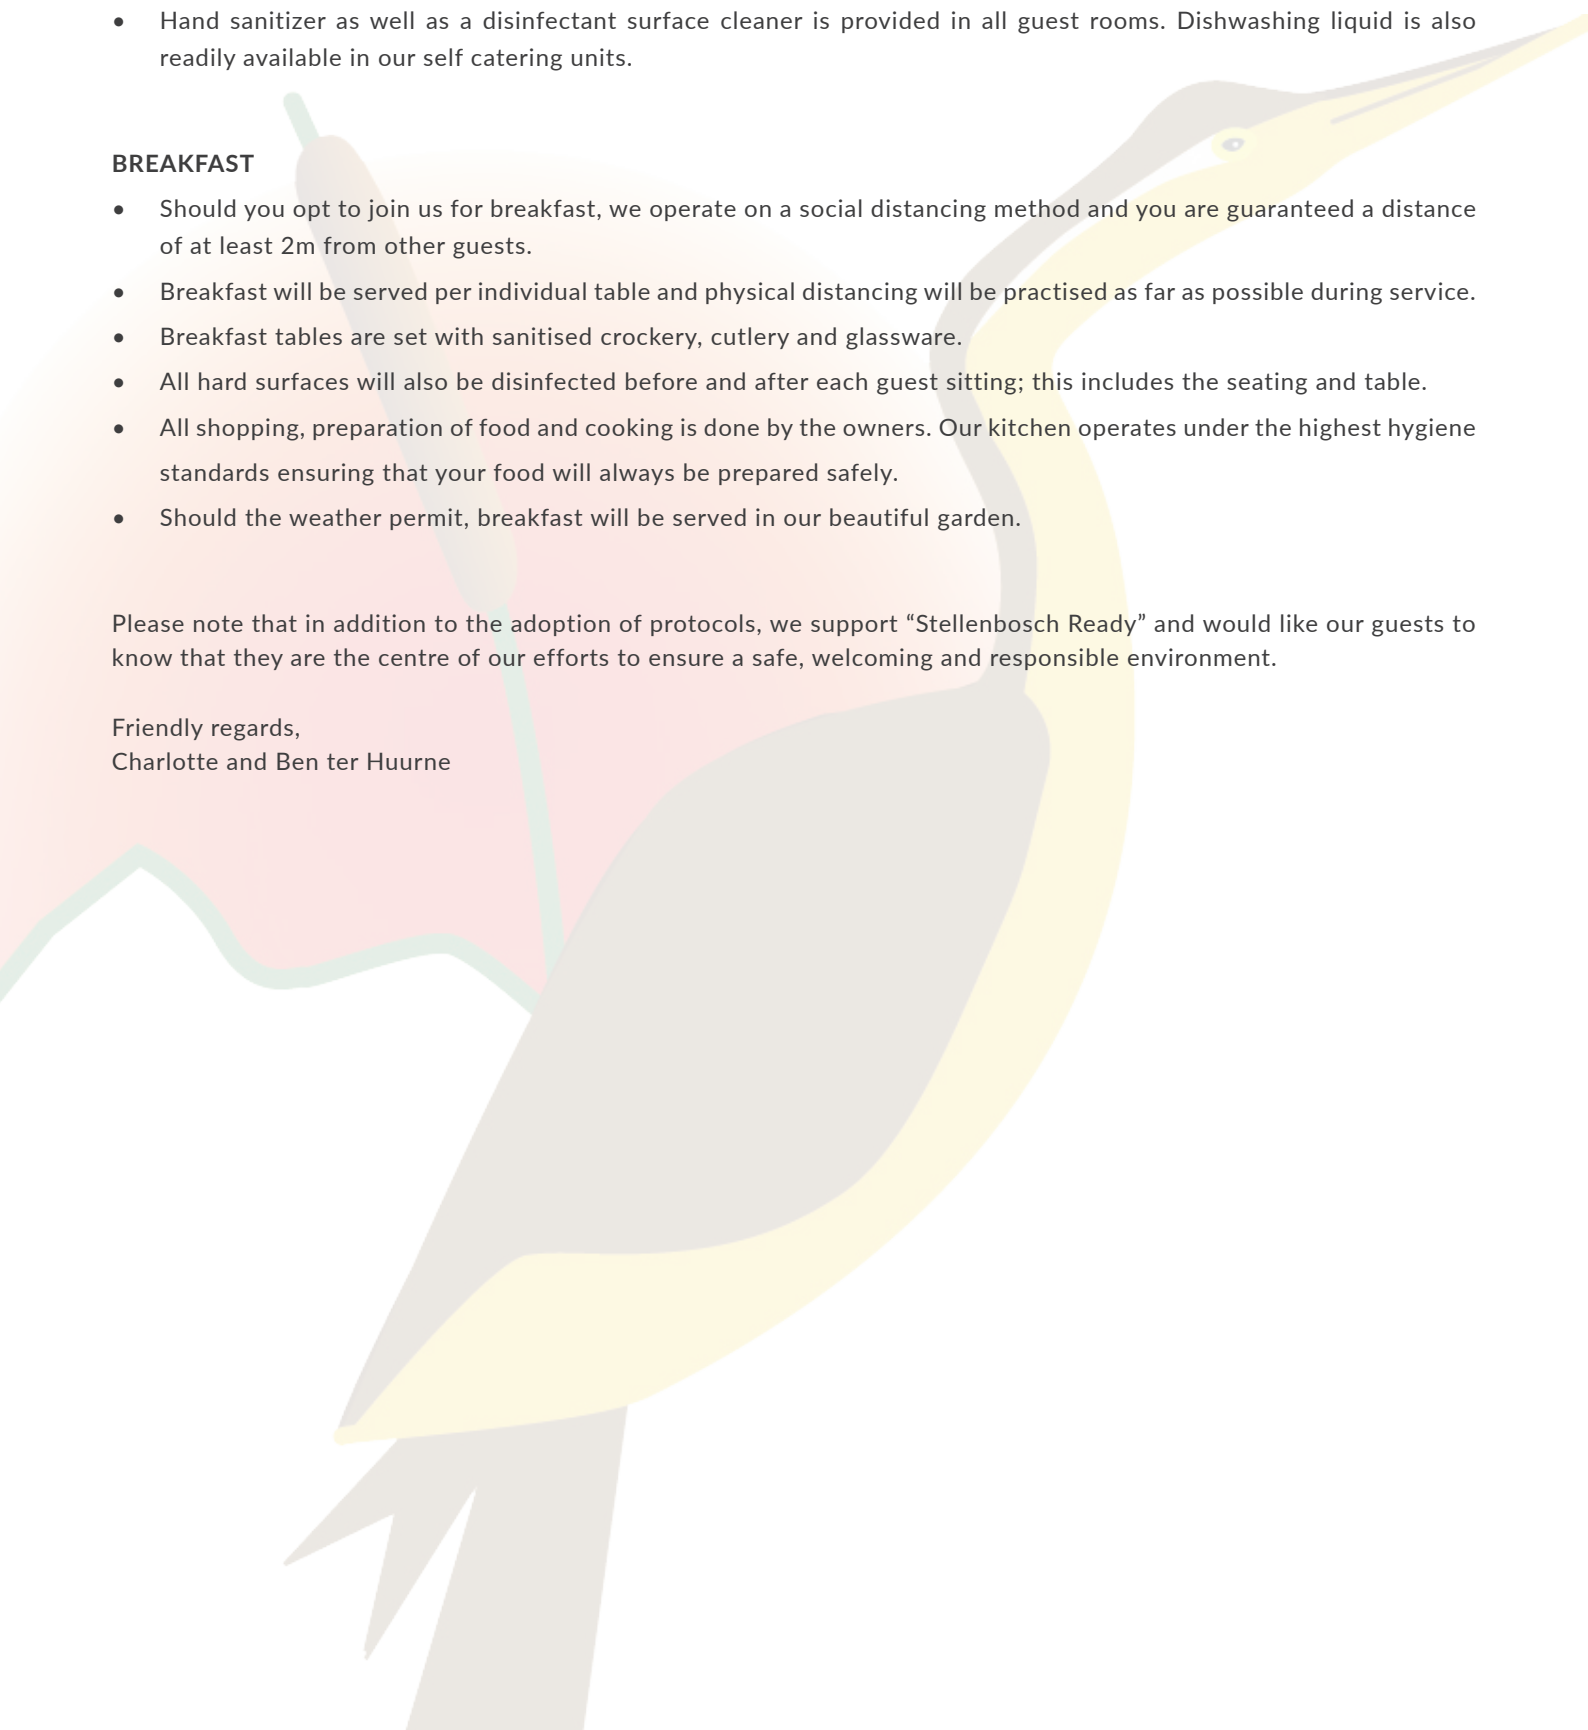 • Hand sanitizer as well as a disinfectant surface cleaner is provided in all guest rooms. Dishwashing liquid is also
readily available in our self catering units.
BREAKFAST
• Should you opt to join us for breakfast, we operate on a social distancing method and you are guaranteed a distance
of at least 2m from other guests.
• Breakfast will be served per individual table and physical distancing will be practised as far as possible during service.
• Breakfast tables are set with sanitised crockery, cutlery and glassware.
• All hard surfaces will also be disinfected before and after each guest sitting; this includes the seating and table.
• All shopping, preparation of food and cooking is done by the owners. Our kitchen operates under the highest hygiene
standards ensuring that your food will always be prepared safely.
• Should the weather permit, breakfast will be served in our beautiful garden.
Please note that in addition to the adoption of protocols, we support “Stellenbosch Ready” and would like our guests to
know that they are the centre of our efforts to ensure a safe, welcoming and responsible environment.
Friendly regards,
Charlotte and Ben ter Huurne